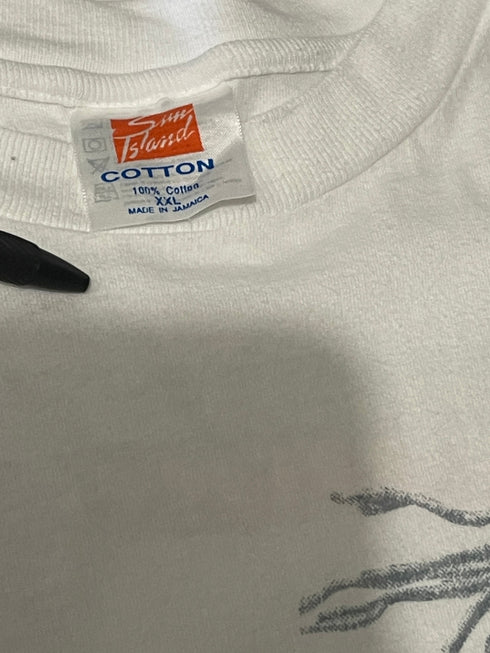 Sun
Island
COTTON
100% Cotton
XXL
MADE IN JAMAICA